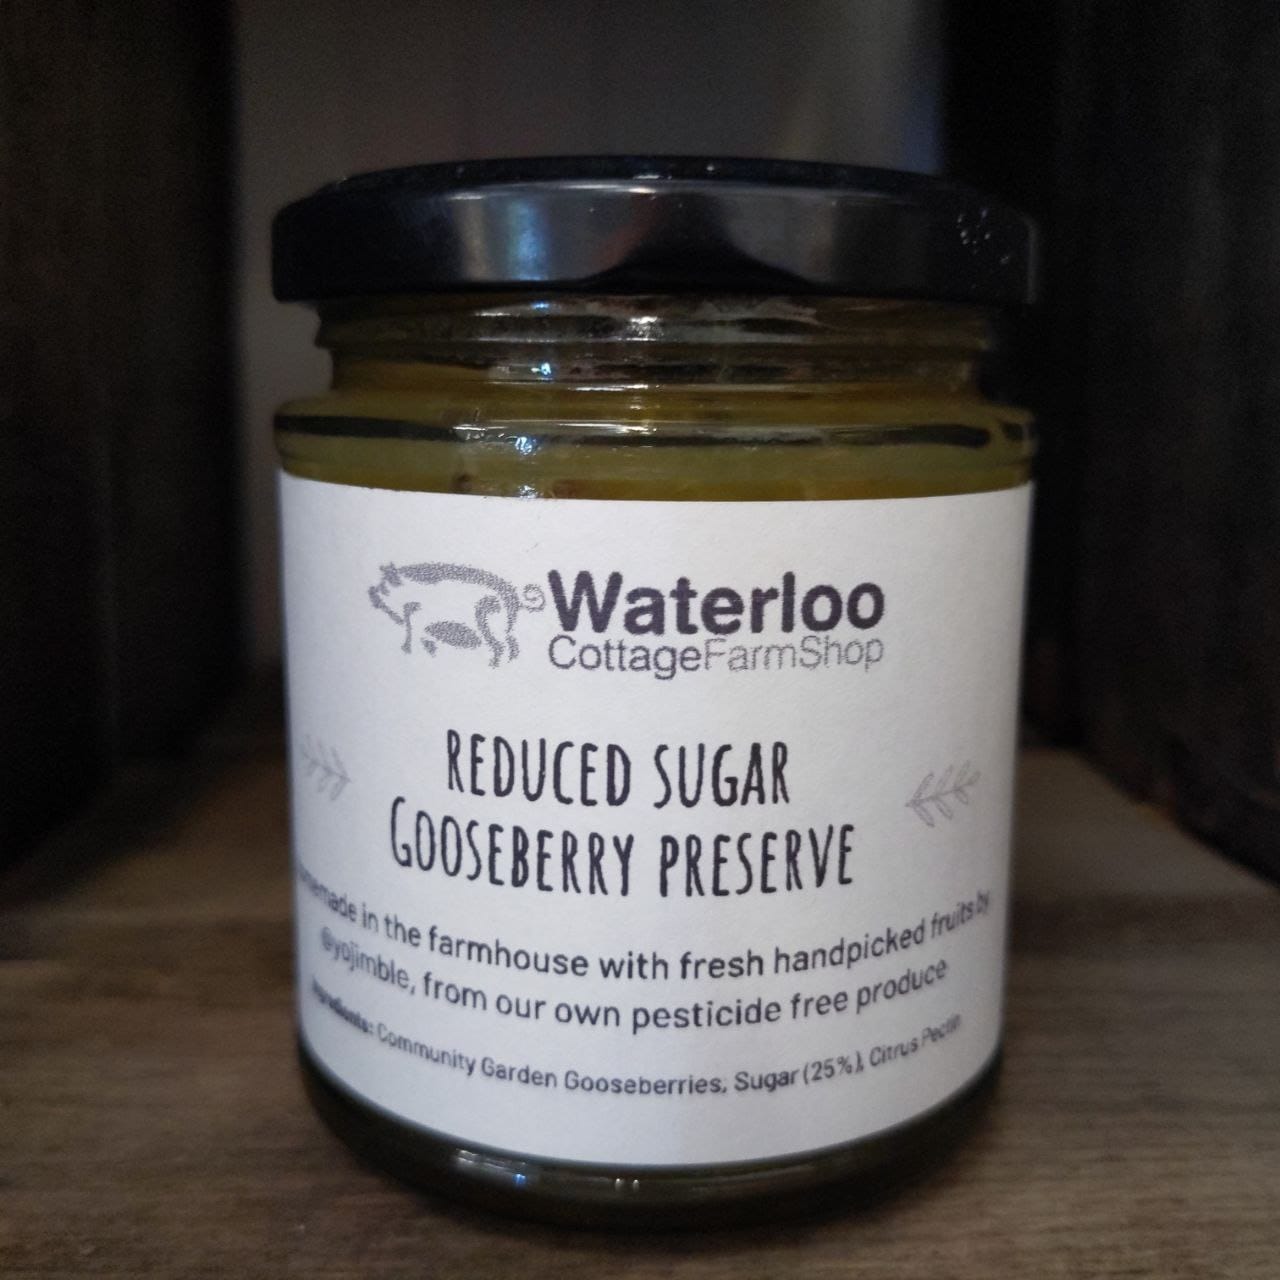 Waterloo
CottageFarmShop
REDUCED SUGAR
GOOSEBERRY PRESERVE
made in the farmhouse with fresh handpicked fruits by
@yojimble, from our own pesticide free produce
Ingredients: Community Garden Gooseberries, Sugar (25%), Citrus Pectin